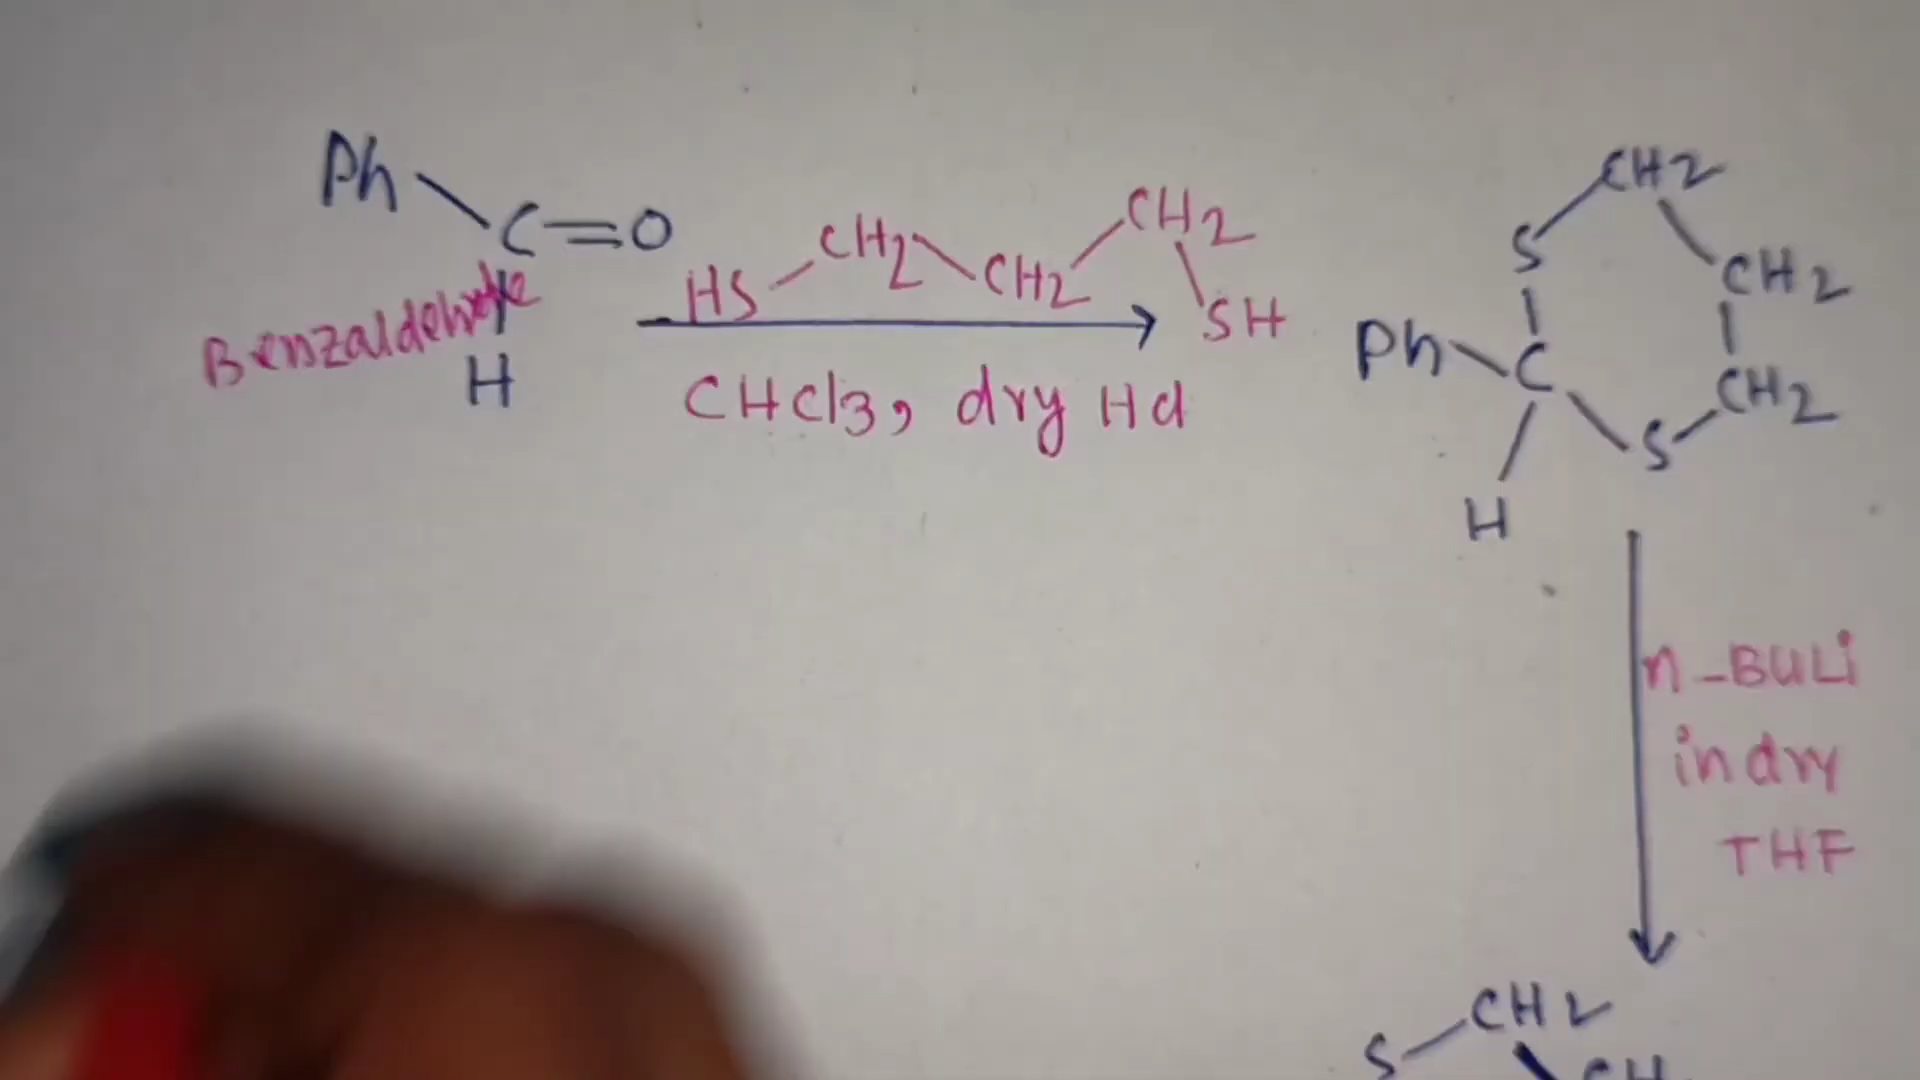 Ph
C=O
Benzaldehyde
H
HS CH2 CH2 CH2 SH
CHCl3, dry HCl
CH2
S
CH2
Ph C
CH2
S
H
n-BULi
in dry
THF
CH2
S
CH